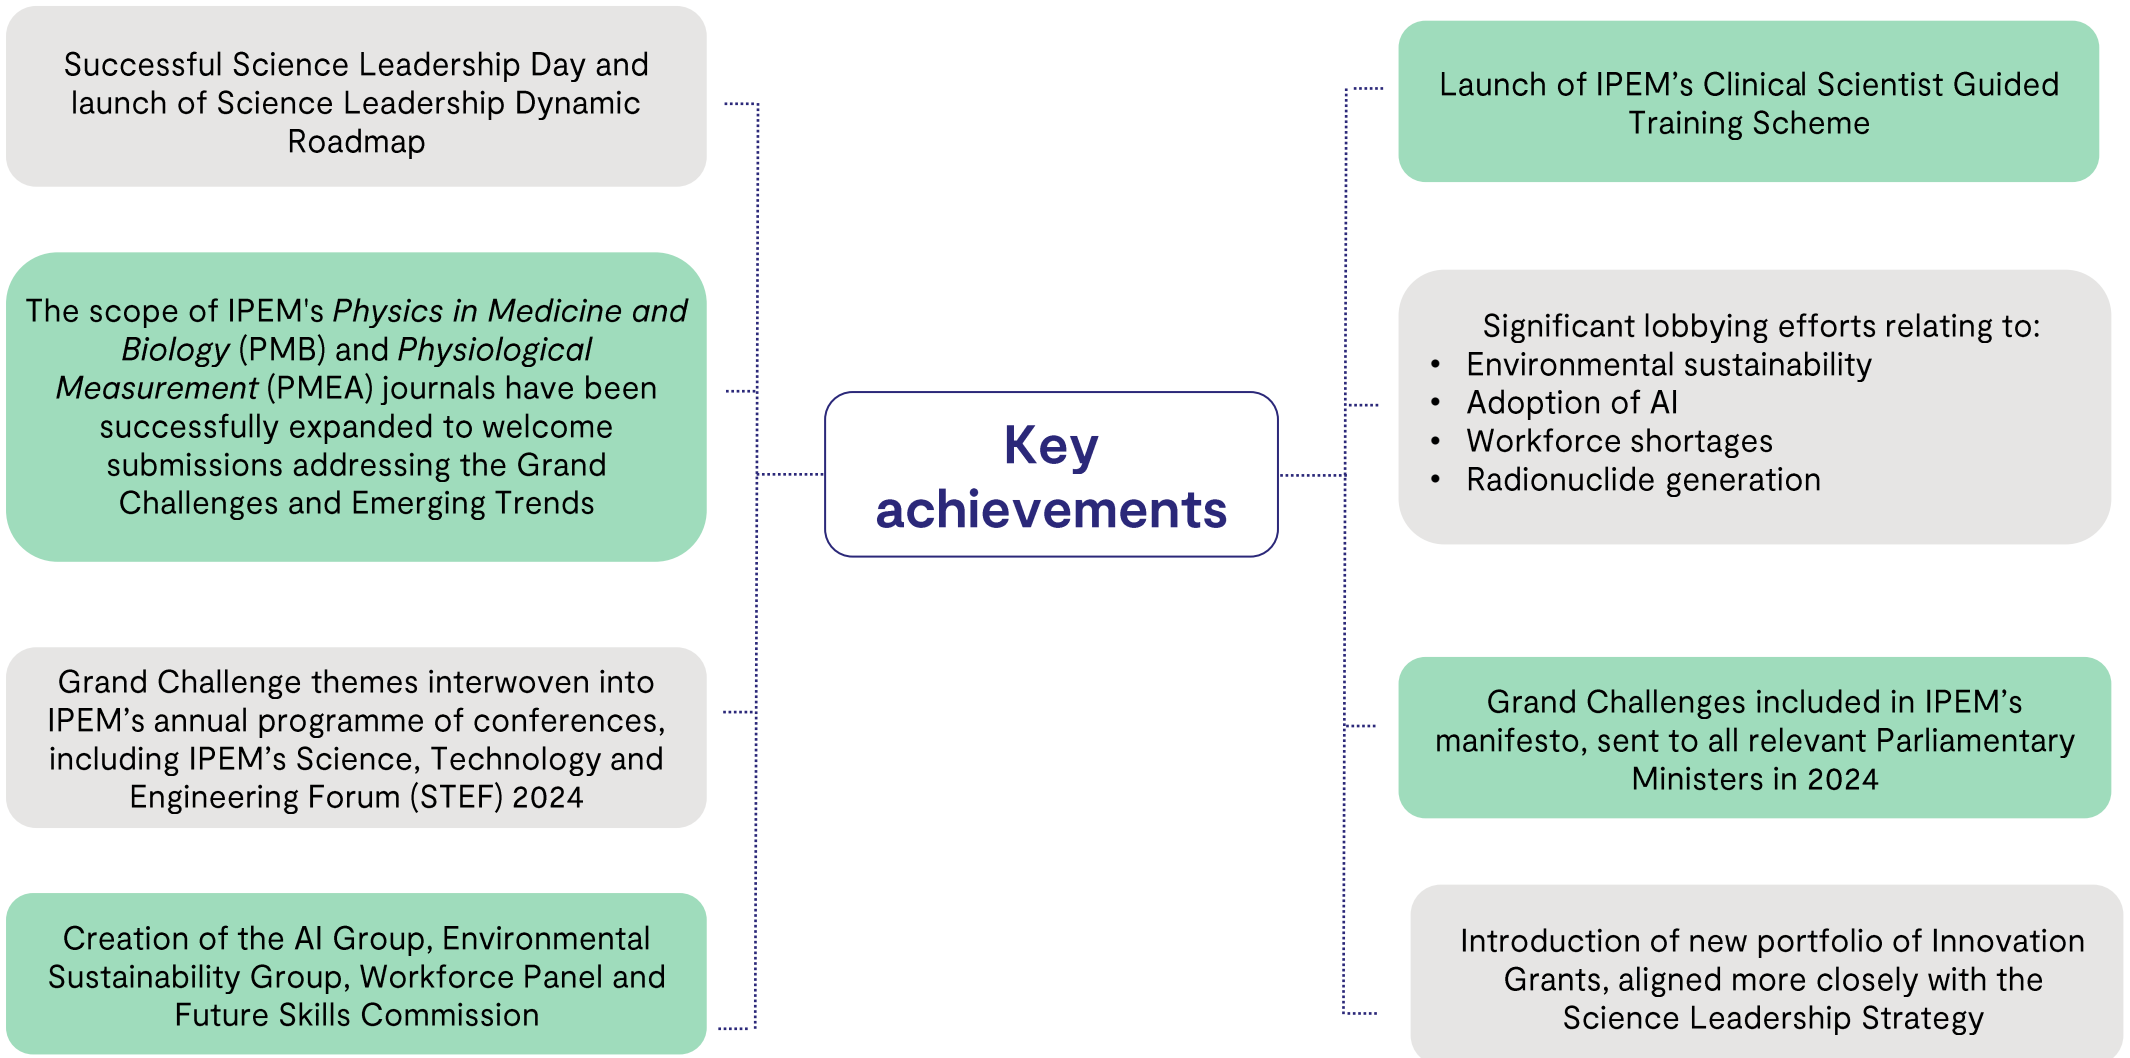 Successful Science Leadership Day and
launch of Science Leadership Dynamic
Roadmap
The scope of IPEM's Physics in Medicine and
Biology (PMB) and Physiological
Measurement (PMEA) journals have been
successfully expanded to welcome
submissions addressing the Grand
Challenges and Emerging Trends
Grand Challenge themes interwoven into
IPEM’s annual programme of conferences,
including IPEM’s Science, Technology and
Engineering Forum (STEF) 2024
Creation of the AI Group, Environmental
Sustainability Group, Workforce Panel and
Future Skills Commission
Key
achievements
Launch of IPEM’s Clinical Scientist Guided
Training Scheme
Significant lobbying efforts relating to:
• Environmental sustainability
• Adoption of AI
• Workforce shortages
• Radionuclide generation
Grand Challenges included in IPEM’s
manifesto, sent to all relevant Parliamentary
Ministers in 2024
Introduction of new portfolio of Innovation
Grants, aligned more closely with the
Science Leadership Strategy